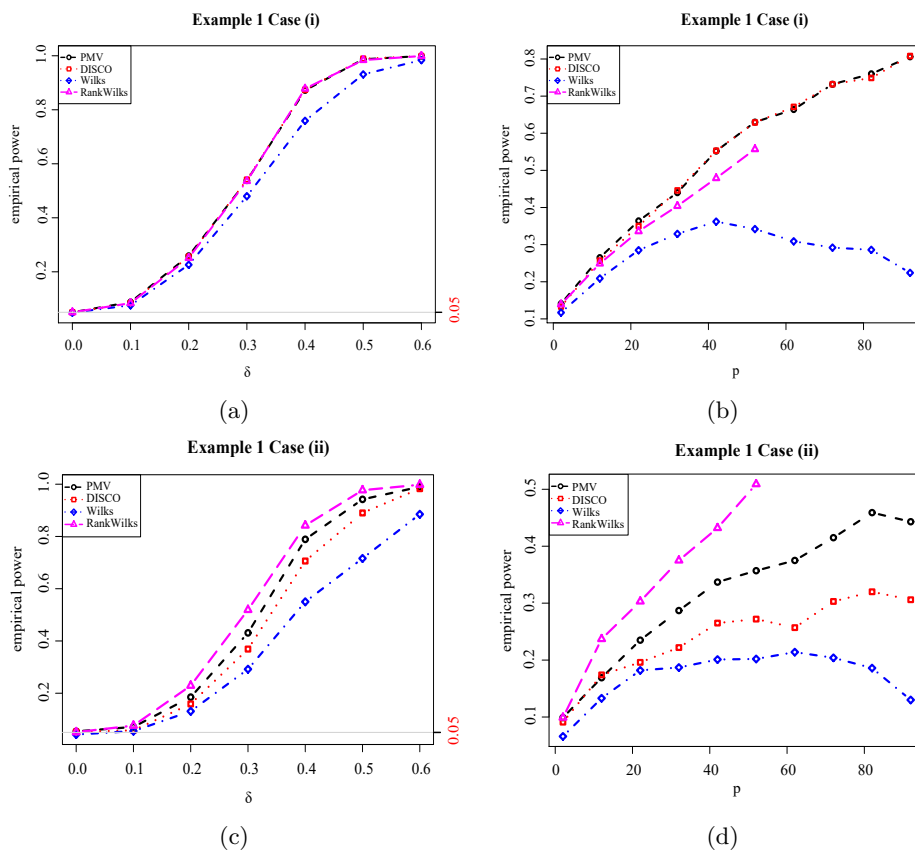 Example 1 Case (i)
PMV
DISCO
Wilks
RankWilks
empirical power
0.2 0.4 0.6 0.8 1.0
0.05
0.0 0.1 0.2 0.3 0.4 0.5 0.6
δ
(a)
Example 1 Case (i)
PMV
DISCO
Wilks
RankWilks
empirical power
0.1 0.2 0.3 0.4 0.5 0.6 0.7 0.8
0 20 40 60 80
p
(b)
Example 1 Case (ii)
PMV
DISCO
Wilks
RankWilks
empirical power
0.2 0.4 0.6 0.8 1.0
0.05
0.0 0.1 0.2 0.3 0.4 0.5 0.6
δ
(c)
Example 1 Case (ii)
PMV
DISCO
Wilks
RankWilks
empirical power
0.1 0.2 0.3 0.4 0.5
0 20 40 60 80
p
(d)